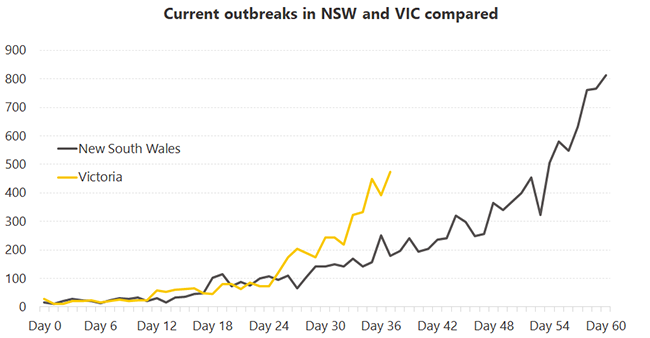 Current outbreaks in NSW and VIC compared
900
800
700
600
500
400
300
200
100
0
New South Wales
Victoria
Day 0 Day 6 Day 12 Day 18 Day 24 Day 30 Day 36 Day 42 Day 48 Day 54 Day 60